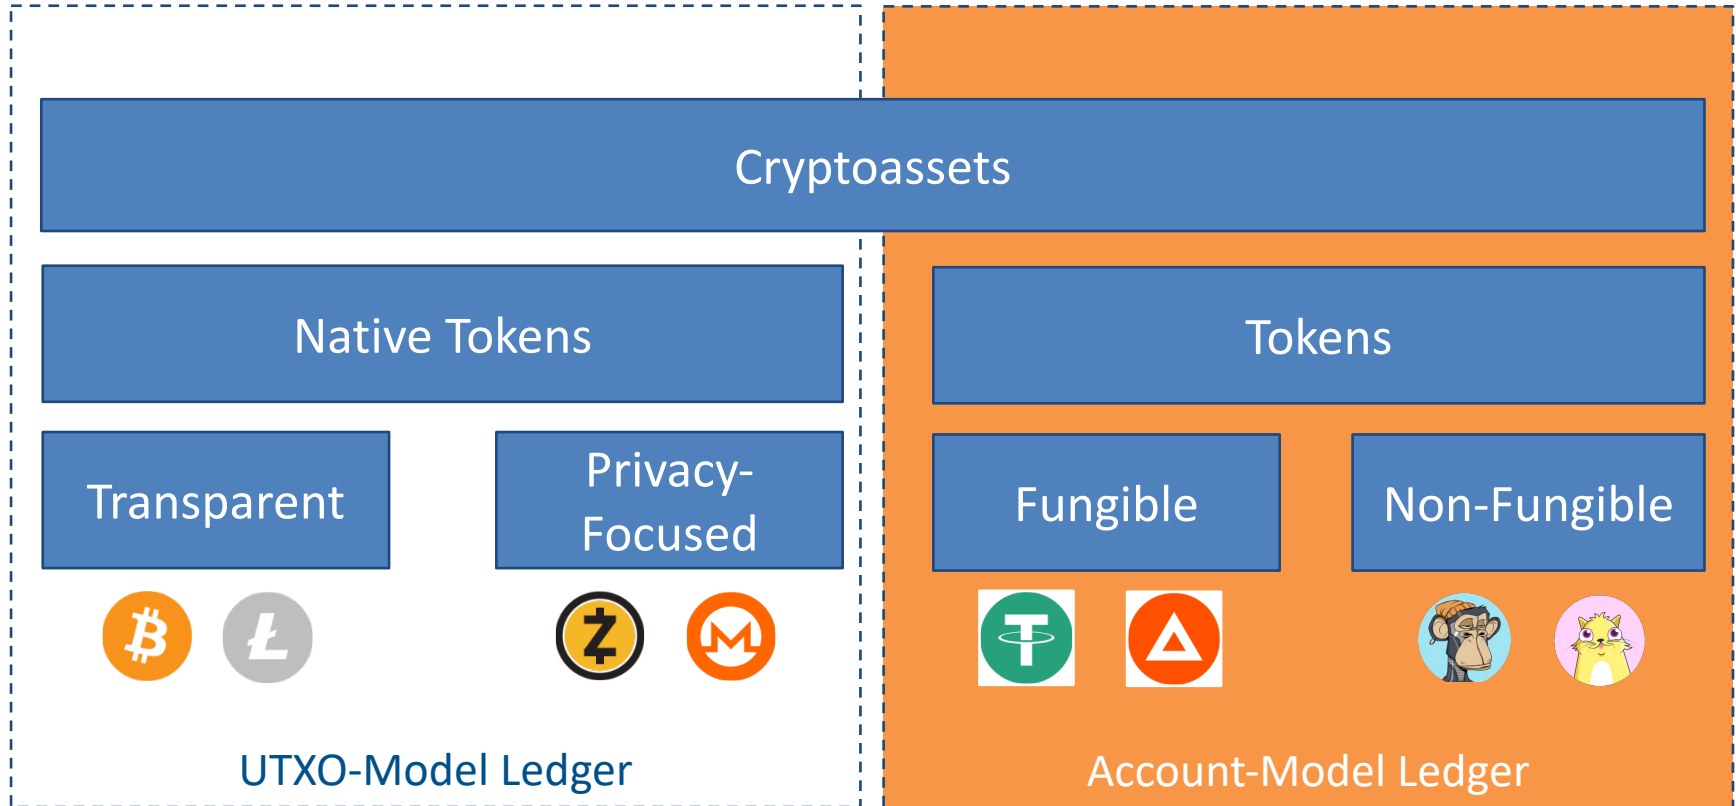 Cryptoassets
Native Tokens
Tokens
Transparent
Privacy-
Focused
Fungible
Non-Fungible
UTXO-Model Ledger
Account-Model Ledger